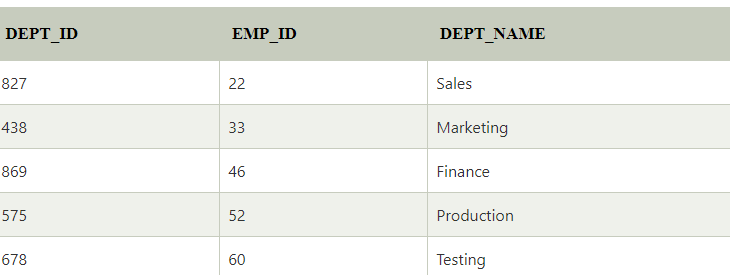 DEPT_ID EMP_ID DEPT_NAME
827 22 Sales
438 33 Marketing
869 46 Finance
575 52 Production
678 60 Testing